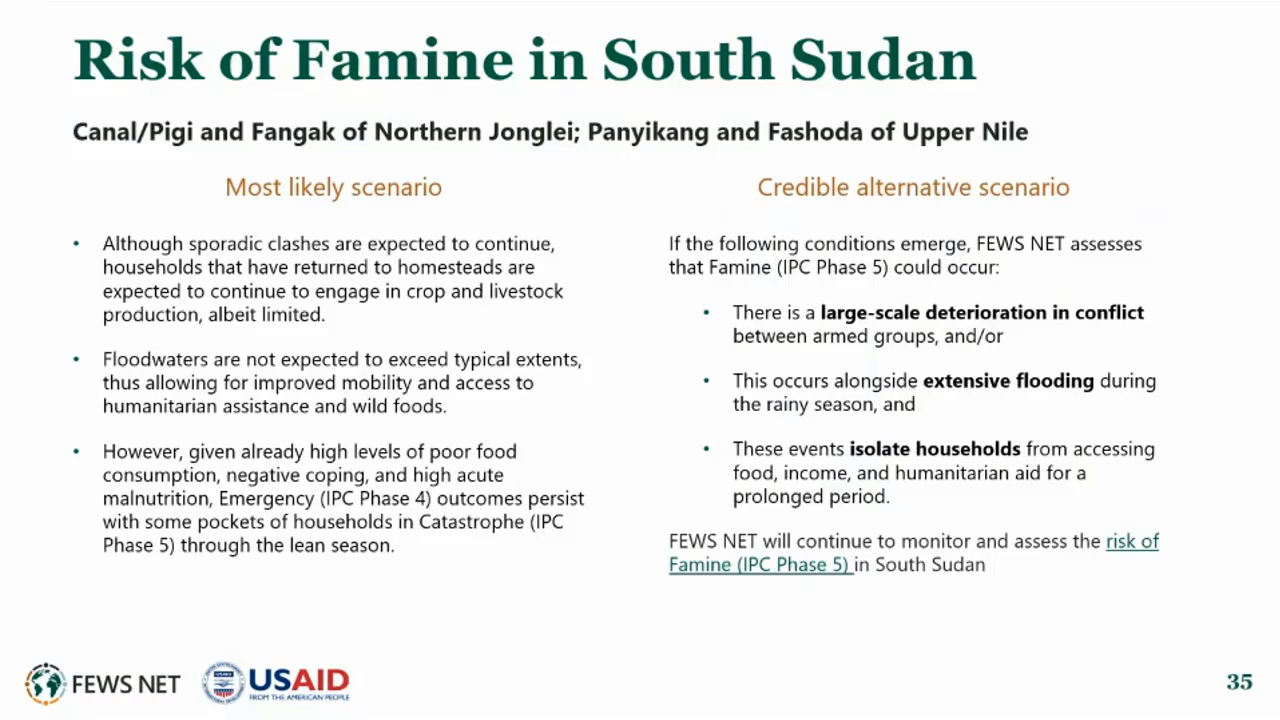 Risk of Famine in South Sudan
Canal/Pigi and Fangak of Northern Jonglei; Panyikang and Fashoda of Upper Nile
Most likely scenario
• Although sporadic clashes are expected to continue,
households that have returned to homesteads are
expected to continue to engage in crop and livestock
production, albeit limited.
• Floodwaters are not expected to exceed typical extents,
thus allowing for improved mobility and access to
humanitarian assistance and wild foods.
• However, given already high levels of poor food
consumption, negative coping, and high acute
malnutrition, Emergency (IPC Phase 4) outcomes persist
with some pockets of households in Catastrophe (IPC
Phase 5) through the lean season.
Credible alternative scenario
If the following conditions emerge, FEWS NET assesses
that Famine (IPC Phase 5) could occur:
• There is a large-scale deterioration in conflict
between armed groups, and/or
• This occurs alongside extensive flooding during
the rainy season, and
• These events isolate households from accessing
food, income, and humanitarian aid for a
prolonged period.
FEWS NET will continue to monitor and assess the risk of
Famine (IPC Phase 5) in South Sudan
FEWS NET
USAID
FROM THE AMERICAN PEOPLE
35